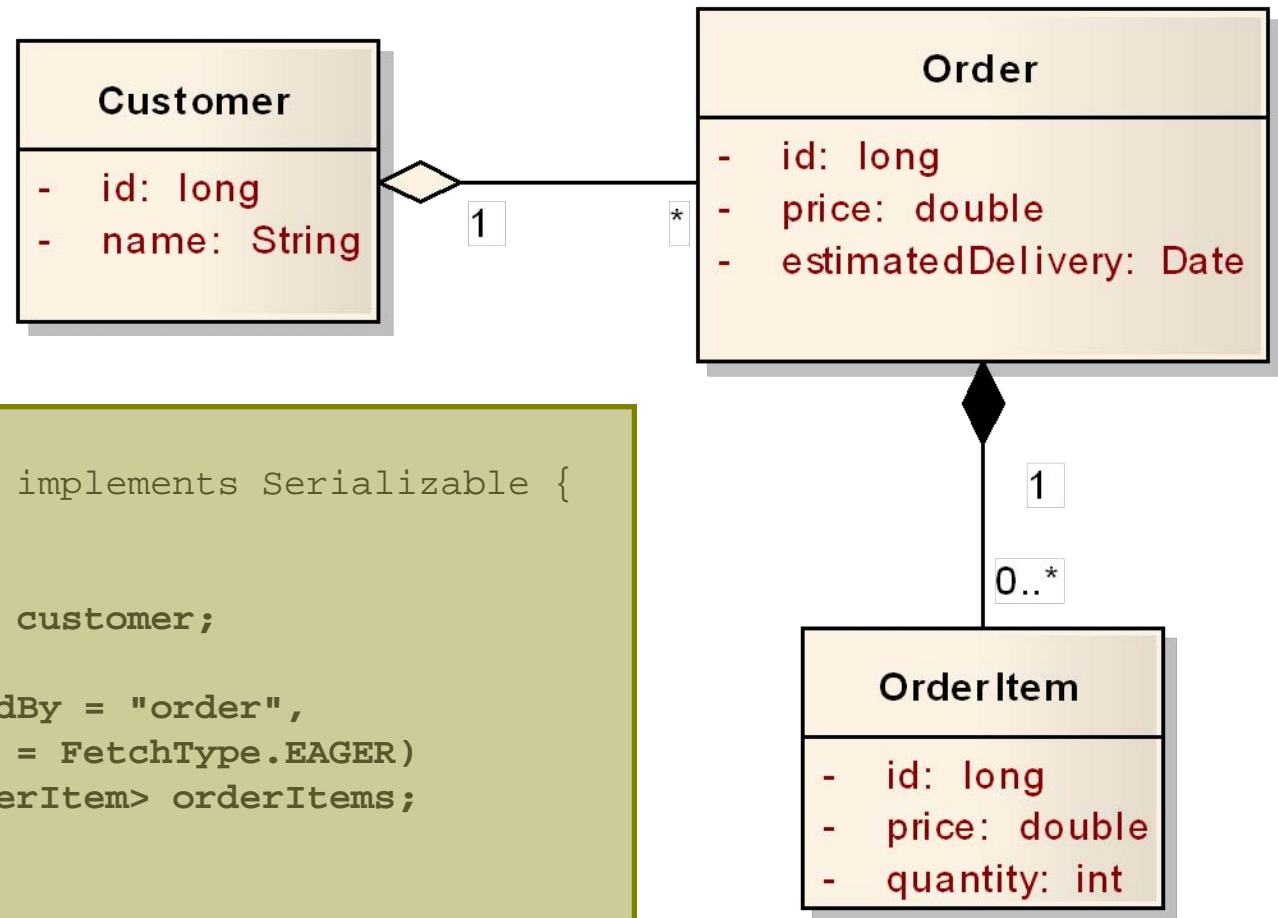 Customer
- id: long
- name: String
1
*
Order
- id: long
- price: double
- estimatedDelivery: Date
1
0..*
OrderItem
- id: long
- price: double
- quantity: int
implements Serializable {
customer;
dBy = "order",
= FetchType.EAGER)
erItem> orderItems;